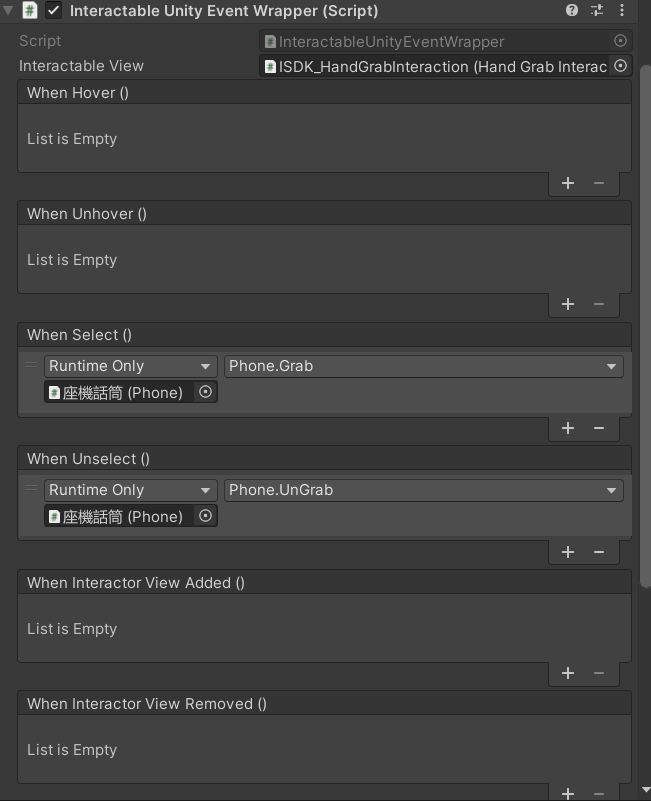 Interactable Unity Event Wrapper (Script)
Script
InteractableUnityEventWrapper
Interactable View
ISDK_HandGrabInteraction (Hand Grab Interac
When Hover ()
List is Empty
When Unhover ()
List is Empty
When Select ()
Runtime Only
Phone.Grab
座機話筒 (Phone)
When Unselect ()
Runtime Only
Phone.UnGrab
座機話筒 (Phone)
When Interactor View Added ()
List is Empty
When Interactor View Removed ()
List is Empty